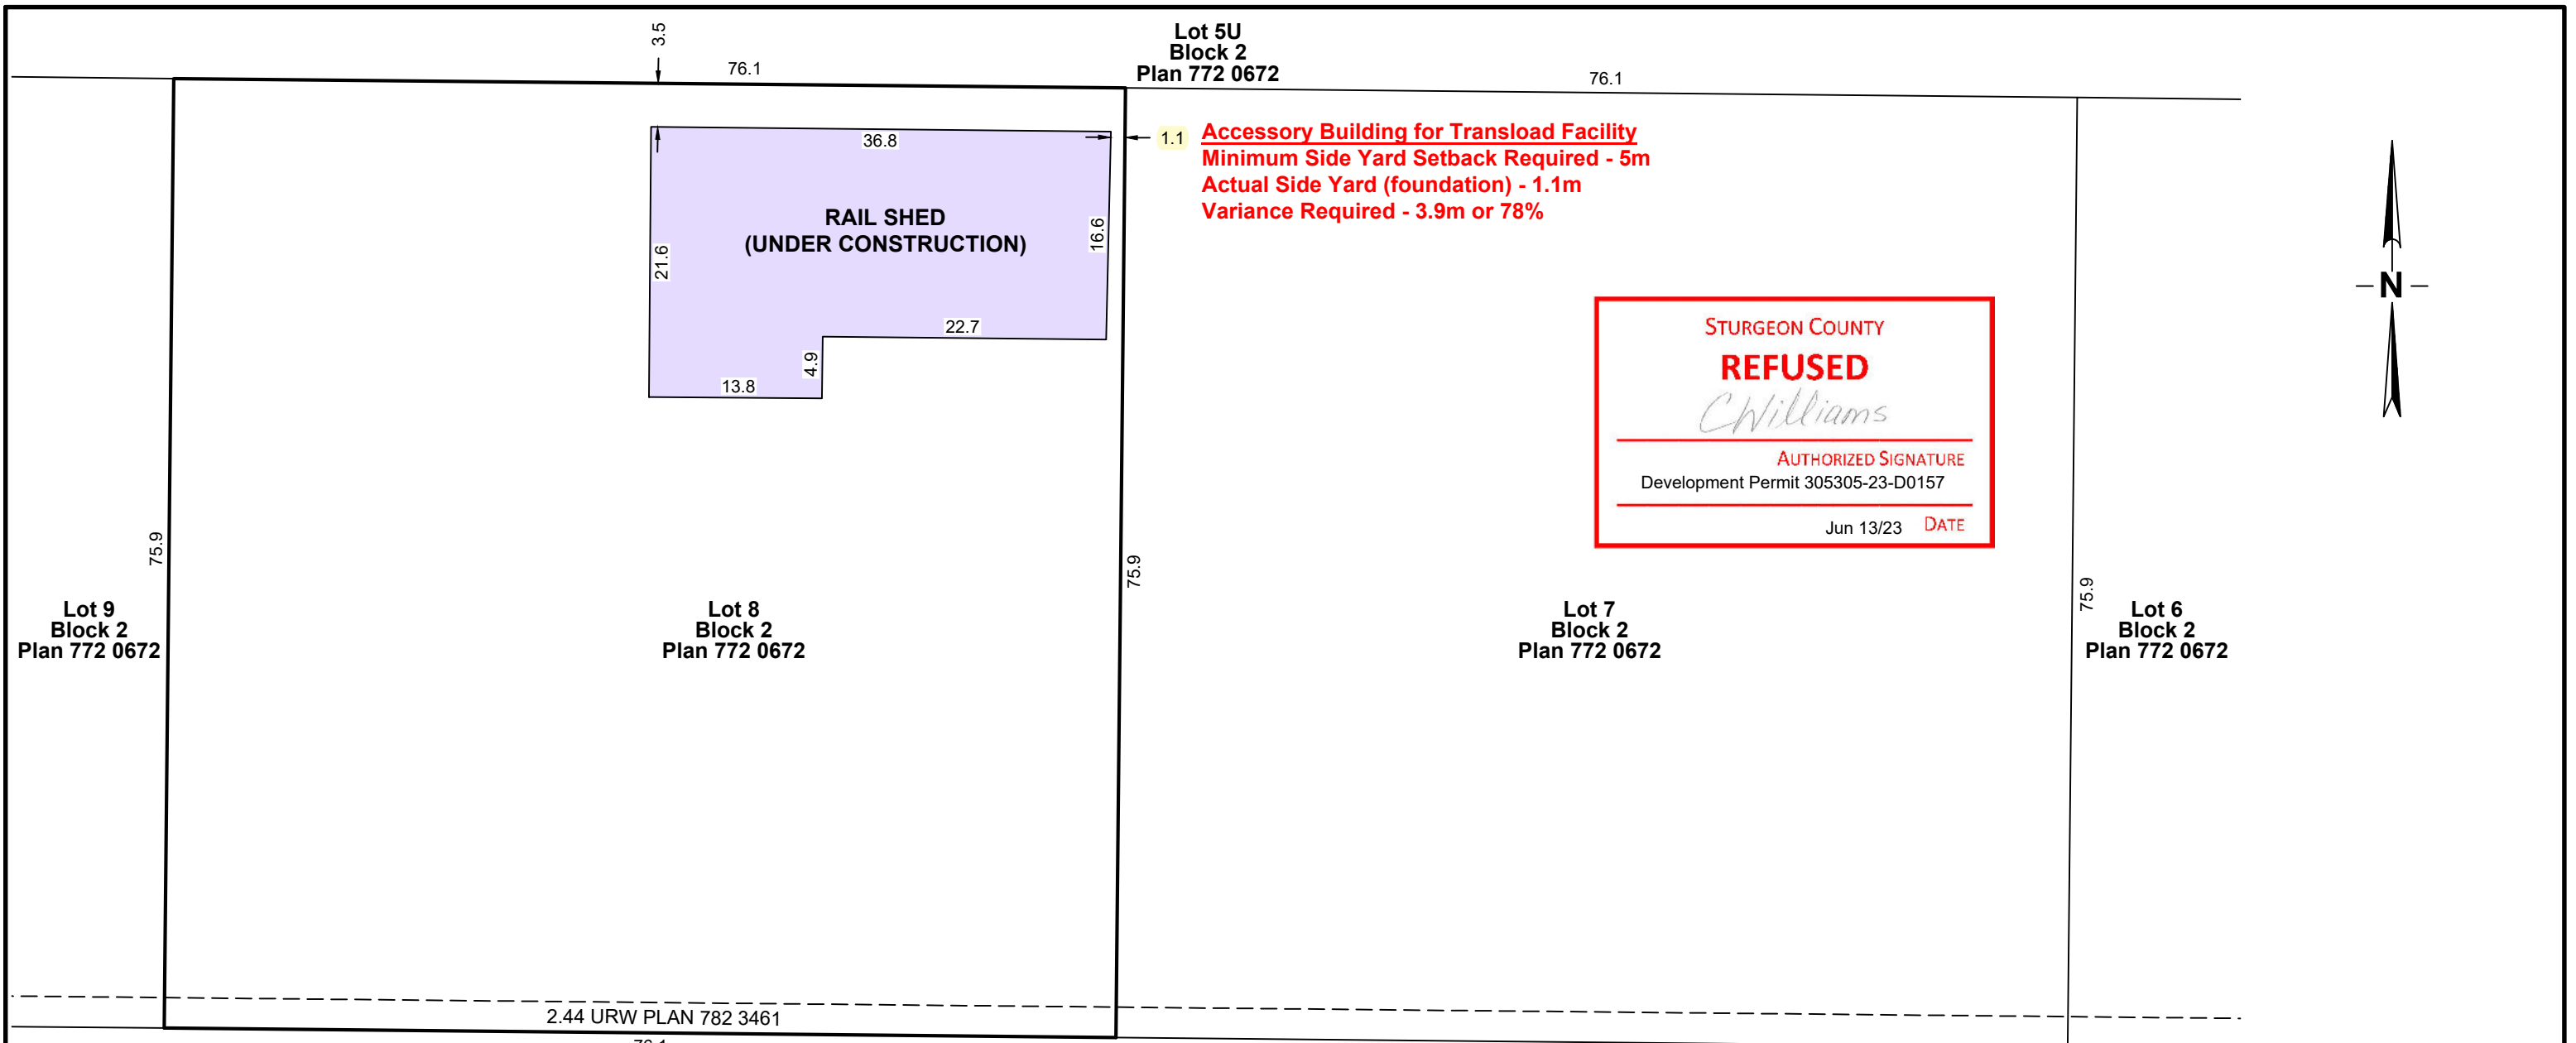 3.5
76.1
Lot 5U
Block 2
Plan 772 0672
76.1
36.8
1.1
Accessory Building for Transload Facility
Minimum Side Yard Setback Required - 5m
Actual Side Yard (foundation) - 1.1m
Variance Required - 3.9m or 78%
RAIL SHED
(UNDER CONSTRUCTION)
21.6
16.6
22.7
4.9
13.8
N
STURGEON COUNTY
REFUSED
CWilliams
AUTHORIZED SIGNATURE
Development Permit 305305-23-D0157
Jun 13/23 DATE
75.9
75.9
75.9
Lot 9
Block 2
Plan 772 0672
Lot 8
Block 2
Plan 772 0672
Lot 7
Block 2
Plan 772 0672
Lot 6
Block 2
Plan 772 0672
2.44 URW PLAN 782 3461